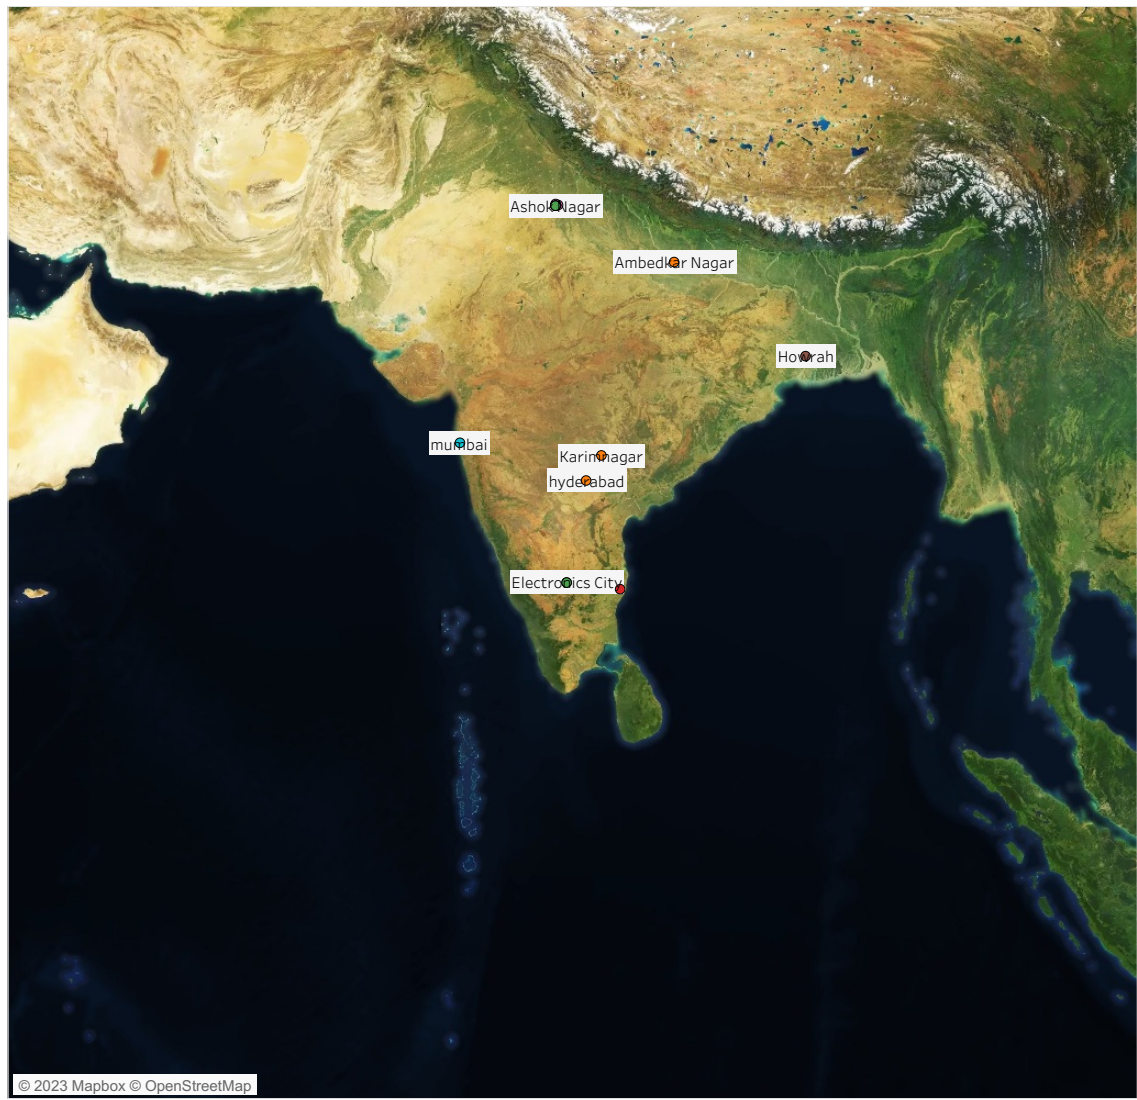 Ashok Nagar
Ambedkar Nagar
Howrah
mumbai
Karimnagar
hyderabad
Electronics City
© 2023 Mapbox © OpenStreetMap